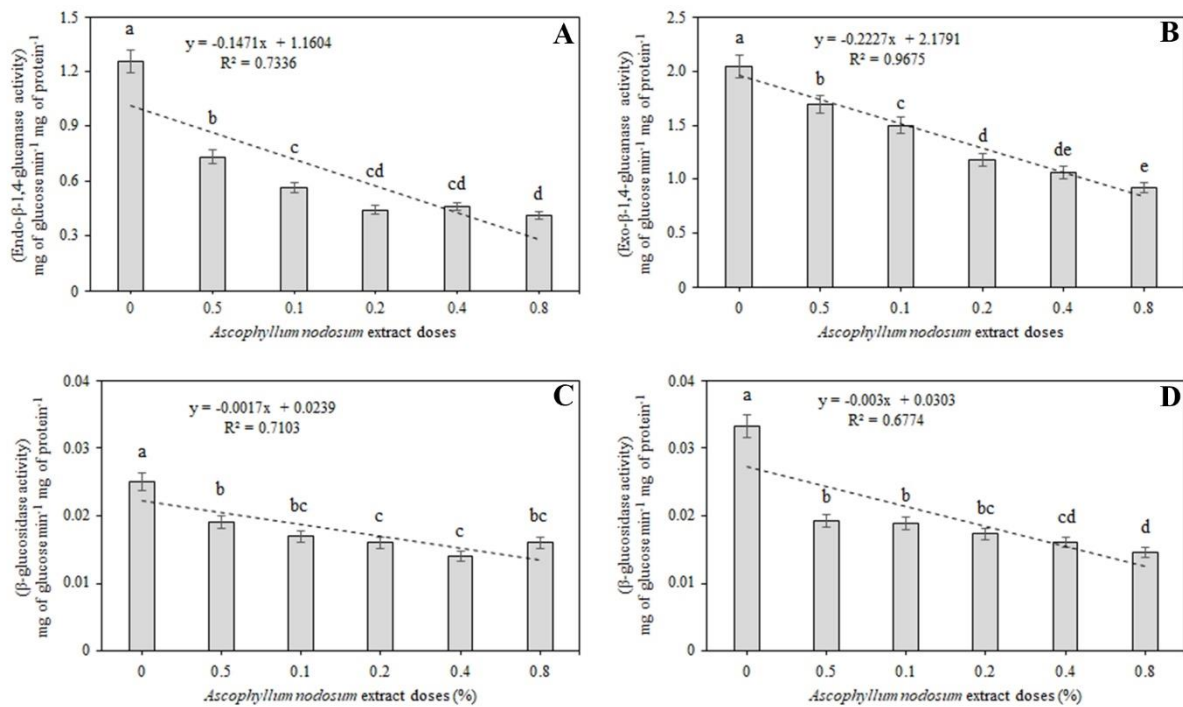 A
y = -0.1471x + 1.1604
R² = 0.7336
(Endo-β-1,4-glucanase activity)
mg of glucose min⁻¹ mg of protein⁻¹
1.5
1.2
0.9
0.6
0.3
0
a
b
c
cd
cd
d
0 0.5 0.1 0.2 0.4 0.8
Ascophyllum nodosum extract doses
B
y = -0.2227x + 2.1791
R² = 0.9675
(Exo-β-1,4-glucanase activity)
mg of glucose min⁻¹ mg of protein⁻¹
2.5
2.0
1.5
1.0
0.5
0
a
b
c
d
de
e
0 0.5 0.1 0.2 0.4 0.8
Ascophyllum nodosum extract doses
C
y = -0.0017x + 0.0239
R² = 0.7103
(β-glucosidase activity)
mg of glucose min⁻¹ mg of protein⁻¹
0.04
0.03
0.02
0.01
0
a
b
bc
c
c
bc
0 0.5 0.1 0.2 0.4 0.8
Ascophyllum nodosum extract doses (%)
D
y = -0.003x + 0.0303
R² = 0.6774
(β-glucosidase activity)
mg of glucose min⁻¹ mg of protein⁻¹
0.04
0.03
0.02
0.01
0
a
b
b
bc
cd
d
0 0.5 0.1 0.2 0.4 0.8
Ascophyllum nodosum extract doses (%)